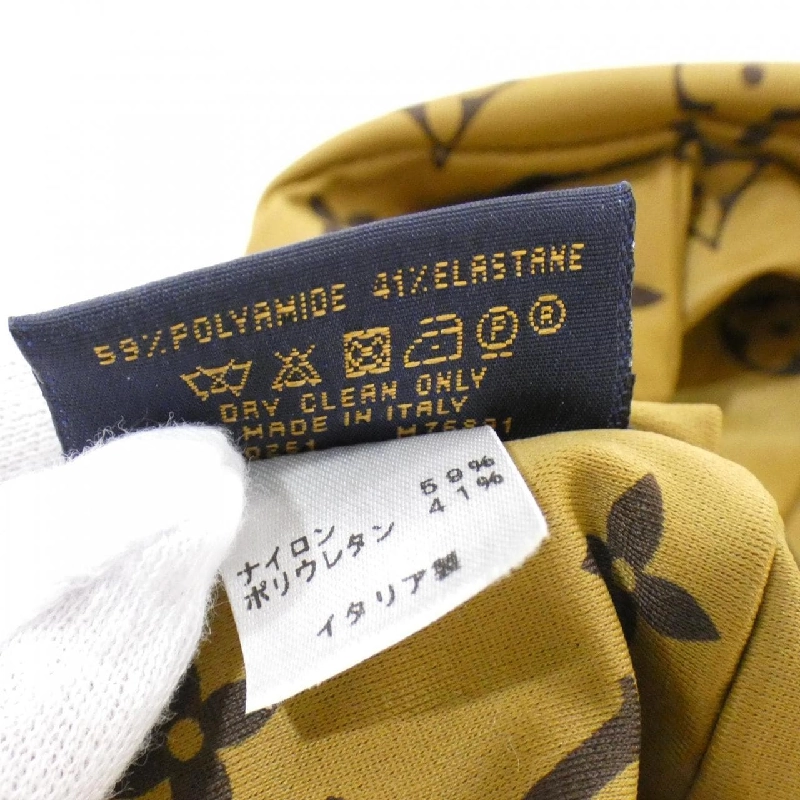 59%POLYAMIDE 41%ELASTANE
P R
DRY CLEAN ONLY
MADE IN ITALY
ナイロン 59%
ポリウレタン 41%
イタリア製